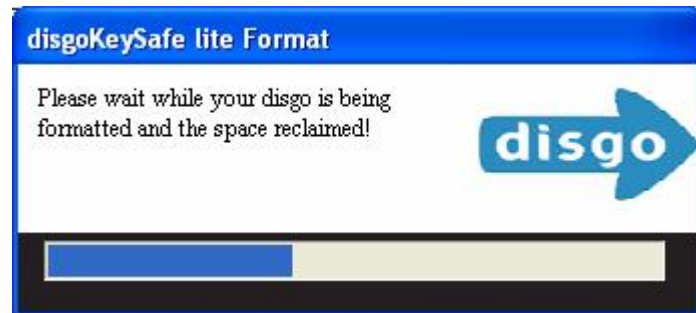 disgoKeySafe lite Format
Please wait while your disgo is being
formatted and the space reclaimed!
disgo